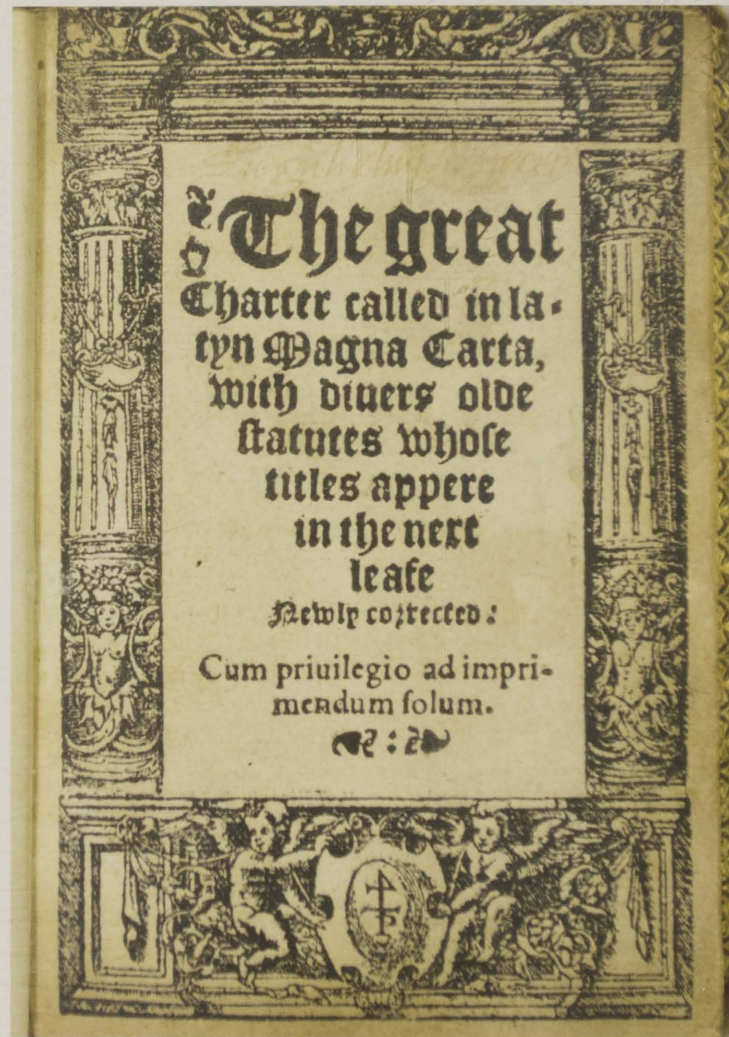 The great
Charter called in la-
tyn Magna Carta,
with diuers olde
ſtatutes whoſe
titles appere
in the next
leafe
Newly corrected:
Cum priuilegio ad impri-
mendum ſolum.